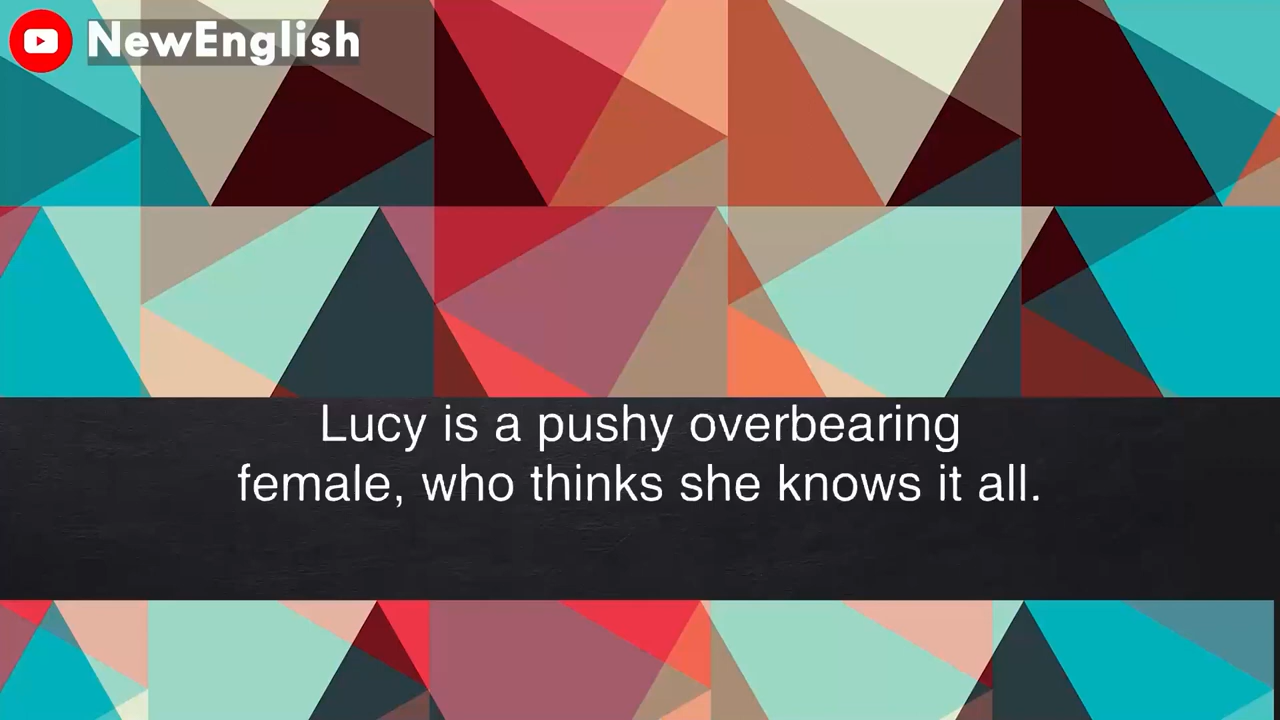 NewEnglish
Lucy is a pushy overbearing
female, who thinks she knows it all.